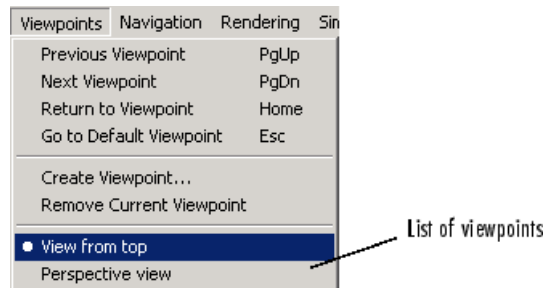 Viewpoints Navigation Rendering Sin
Previous Viewpoint PgUp
Next Viewpoint PgDn
Return to Viewpoint Home
Go to Default Viewpoint Esc
Create Viewpoint...
Remove Current Viewpoint
View from top
List of viewpoints
Perspective view